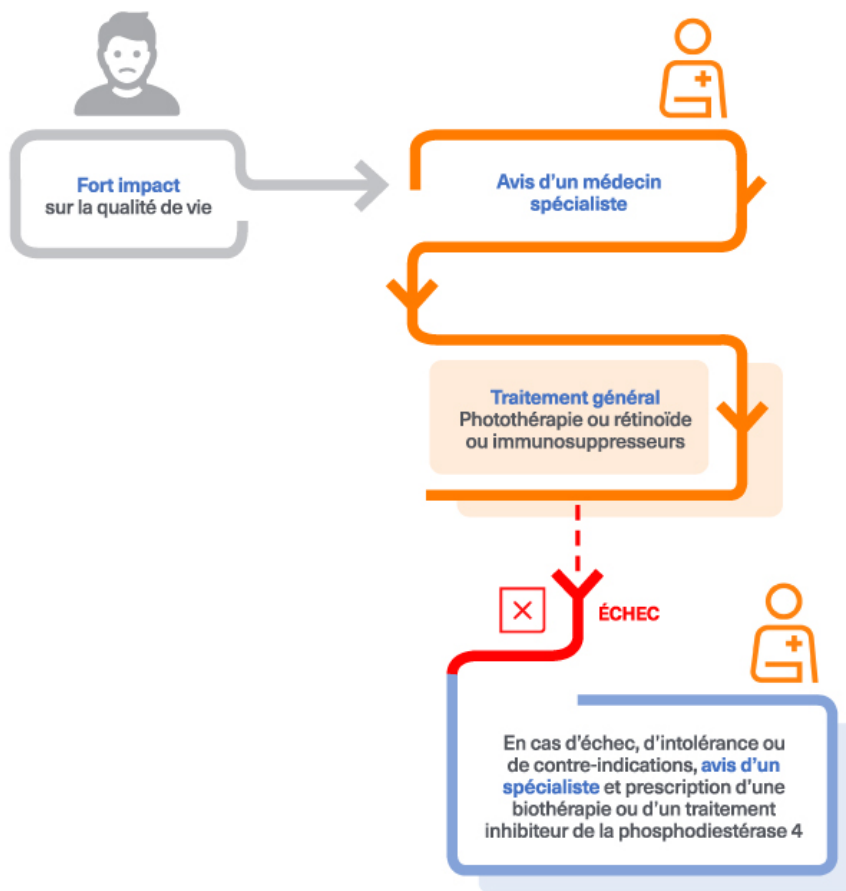 Fort impact
sur la qualité de vie
Avis d'un médecin
spécialiste
Traitement général
Photothérapie ou rétinoïde
ou immunosuppresseurs
ÉCHEC
En cas d'échec, d'intolérance ou
de contre-indications, avis d'un
spécialiste et prescription d'une
biothérapie ou d'un traitement
inhibiteur de la phosphodiestérase 4